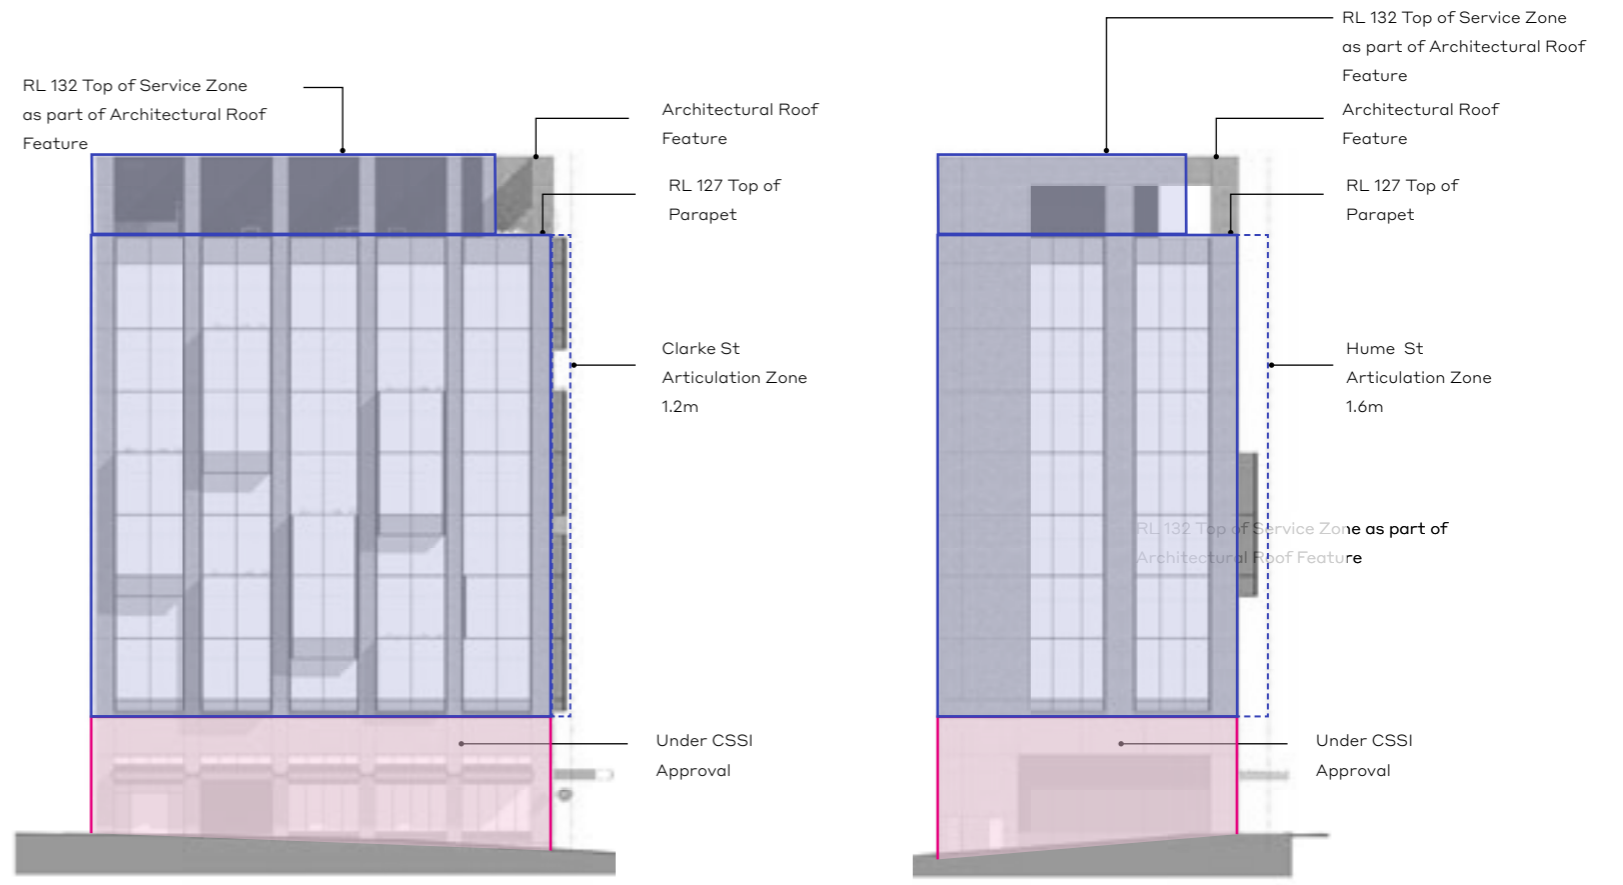 RL 132 Top of Service Zone
as part of Architectural Roof
Feature
Architectural Roof
Feature
RL 127 Top of
Parapet
Clarke St
Articulation Zone
1.2m
Under CSSI
Approval
RL 132 Top of Service Zone
as part of Architectural Roof
Feature
Architectural Roof
Feature
RL 127 Top of
Parapet
Hume St
Articulation Zone
1.6m
RL 132 Top of Service Zone as part of
Architectural Roof Feature
Under CSSI
Approval